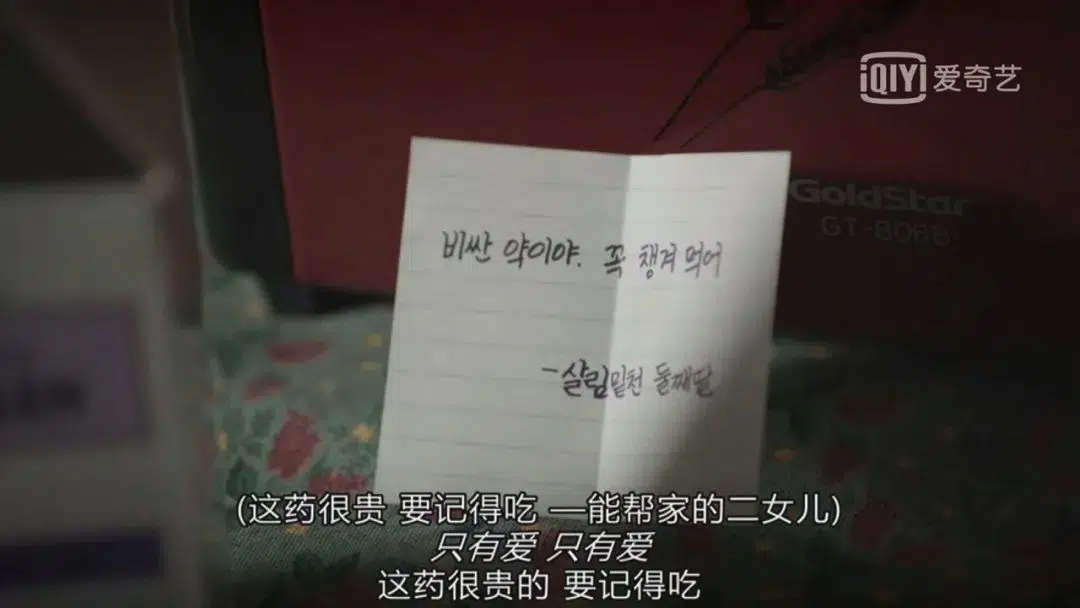 iQIYI 爱奇艺
GoldStar
GT-8068
비싼 약이야. 꼭 챙겨 먹어
-살림밑천 둘째딸
(这药很贵 要记得吃 —能帮家的二女儿)
只有爱 只有爱
这药很贵的 要记得吃